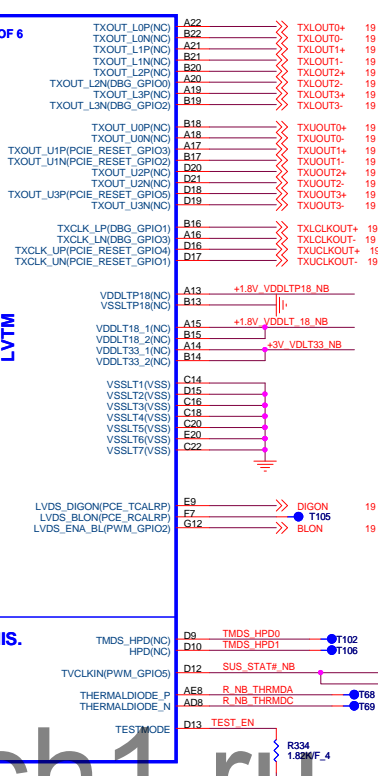 OF 6
TXOUT_L0P(NC) A22 TXLOUT0+ 19
TXOUT_L0N(NC) B22 TXLOUT0- 19
TXOUT_L1P(NC) A21 TXLOUT1+ 19
TXOUT_L1N(NC) B21 TXLOUT1- 19
TXOUT_L2P(NC) B20 TXLOUT2+ 19
TXOUT_L2N(DBG_GPIO0) A20 TXLOUT2- 19
TXOUT_L3P(NC) A19 TXLOUT3+ 19
TXOUT_L3N(DBG_GPIO2) B19 TXLOUT3- 19
TXOUT_U0P(NC) B18 TXUOUT0+ 19
TXOUT_U0N(NC) A18 TXUOUT0- 19
TXOUT_U1P(PCIE_RESET_GPIO3) A17 TXUOUT1+ 19
TXOUT_U1N(PCIE_RESET_GPIO2) B17 TXUOUT1- 19
TXOUT_U2P(NC) D20 TXUOUT2+ 19
TXOUT_U2N(NC) D21 TXUOUT2- 19
TXOUT_U3P(PCIE_RESET_GPIO5) D18 TXUOUT3+ 19
TXOUT_U3N(NC) D19 TXUOUT3- 19
TXCLK_LP(DBG_GPIO1) B16 TXLCLKOUT+ 19
TXCLK_LN(DBG_GPIO3) A16 TXLCLKOUT- 19
TXCLK_UP(PCIE_RESET_GPIO4) D16 TXUCLKOUT+ 19
TXCLK_UN(PCIE_RESET_GPIO1) D17 TXUCLKOUT- 19
LVTM
VDDLTP18(NC) A13 +1.8V_VDDLTP18_NB
VSSLTP18(NC) B13
VDDLT18_1(NC) A15 +1.8V_VDDLT_18_NB
VDDLT18_2(NC) B15
VDDLT33_1(NC) A14 +3V_VDLT33_NB
VDDLT33_2(NC) B14
VSSLT1(VSS) C14
VSSLT2(VSS) D15
VSSLT3(VSS) C16
VSSLT4(VSS) C18
VSSLT5(VSS) C20
VSSLT6(VSS) E20
VSSLT7(VSS) C22
LVDS_DIGON(PCE_TCALRP) E9 DIGON 19
LVDS_BLON(PCE_RCALRP) F7 T105
LVDS_ENA_BL(PWM_GPIO2) G12 BLON 19
IS.
TMDS_HPD(NC) D9 TMDS_HPD0 T102
HPD(NC) D10 TMDS_HPD1 T106
TVCLKIN(PWM_GPIO5) D12 SUS_STAT#_NB
THERMALDIODE_P AE8 R_NB_THRMDA T68
THERMALDIODE_N AD8 R_NB_THRMDC T69
TESTMODE D13 TEST_EN
R334
1.82K/F_4
ch1.ru